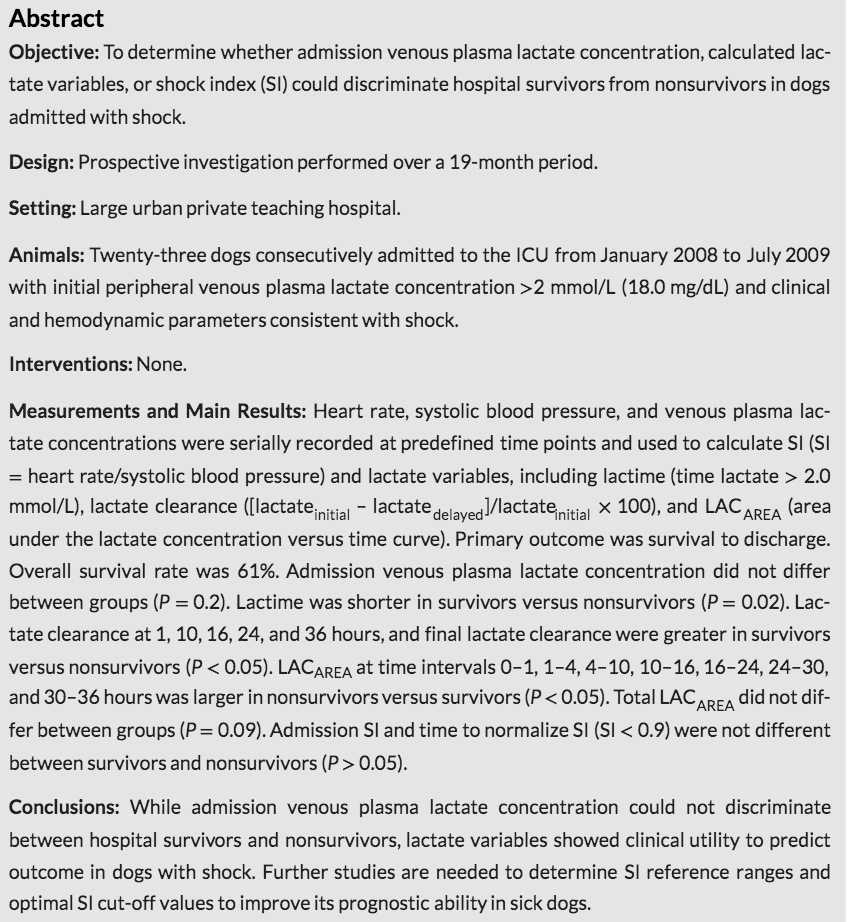 Abstract
Objective: To determine whether admission venous plasma lactate concentration, calculated lac-
tate variables, or shock index (SI) could discriminate hospital survivors from nonsurvivors in dogs
admitted with shock.
Design: Prospective investigation performed over a 19-month period.
Setting: Large urban private teaching hospital.
Animals: Twenty-three dogs consecutively admitted to the ICU from January 2008 to July 2009
with initial peripheral venous plasma lactate concentration >2 mmol/L (18.0 mg/dL) and clinical
and hemodynamic parameters consistent with shock.
Interventions: None.
Measurements and Main Results: Heart rate, systolic blood pressure, and venous plasma lac-
tate concentrations were serially recorded at predefined time points and used to calculate SI (SI
= heart rate/systolic blood pressure) and lactate variables, including lactime (time lactate > 2.0
mmol/L), lactate clearance ([lactate initial – lactate delayed]/lactate initial × 100), and LAC AREA (area
under the lactate concentration versus time curve). Primary outcome was survival to discharge.
Overall survival rate was 61%. Admission venous plasma lactate concentration did not differ
between groups (P = 0.2). Lactime was shorter in survivors versus nonsurvivors (P = 0.02). Lac-
tate clearance at 1, 10, 16, 24, and 36 hours, and final lactate clearance were greater in survivors
versus nonsurvivors (P < 0.05). LAC AREA at time intervals 0–1, 1–4, 4–10, 10–16, 16–24, 24–30,
and 30–36 hours was larger in nonsurvivors versus survivors (P < 0.05). Total LAC AREA did not dif-
fer between groups (P = 0.09). Admission SI and time to normalize SI (SI < 0.9) were not different
between survivors and nonsurvivors (P > 0.05).
Conclusions: While admission venous plasma lactate concentration could not discriminate
between hospital survivors and nonsurvivors, lactate variables showed clinical utility to predict
outcome in dogs with shock. Further studies are needed to determine SI reference ranges and
optimal SI cut-off values to improve its prognostic ability in sick dogs.